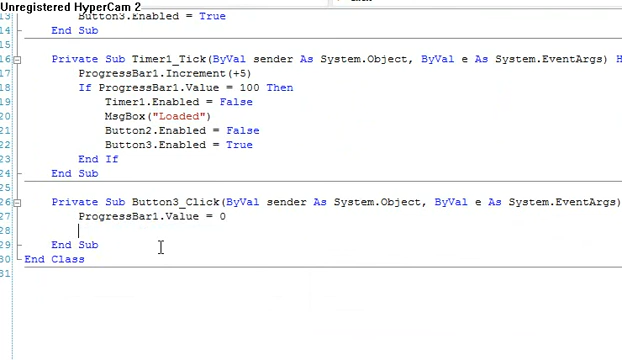 Unregistered HyperCam 2
13 Button3.Enabled = True
14 End Sub
15
16 Private Sub Timer1_Tick(ByVal sender As System.Object, ByVal e As System.EventArgs) H
17 ProgressBar1.Increment(+5)
18 If ProgressBar1.Value = 100 Then
19 Timer1.Enabled = False
20 MsgBox("Loaded")
21 Button2.Enabled = False
22 Button3.Enabled = True
23 End If
24 End Sub
25
26 Private Sub Button3_Click(ByVal sender As System.Object, ByVal e As System.EventArgs)
27 ProgressBar1.Value = 0
28
29 End Sub
30 End Class
31